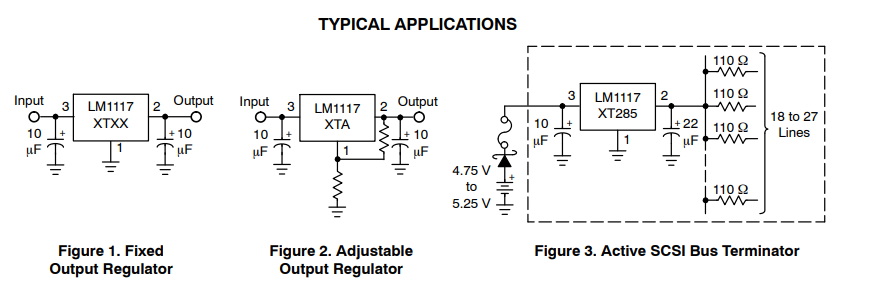 TYPICAL APPLICATIONS
Input
3
LM1117
XTXX
2
Output
10
µF
+
1
+
10
µF
Figure 1. Fixed
Output Regulator
Input
3
LM1117
XTA
2
Output
10
µF
+
1
+
10
µF
Figure 2. Adjustable
Output Regulator
3
LM1117
XT285
2
10
µF
+
1
+
22
µF
110 Ω
110 Ω
110 Ω
110 Ω
18 to 27
Lines
4.75 V
to
5.25 V
+
Figure 3. Active SCSI Bus Terminator